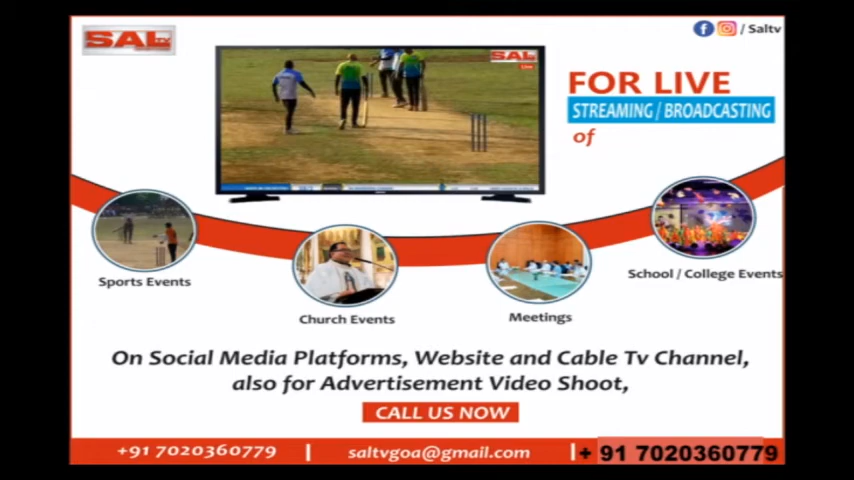 SAL TV
/ Saltv
SAL
Live
FOR LIVE
STREAMING / BROADCASTING
of
Sports Events
Church Events
Meetings
School / College Events
On Social Media Platforms, Website and Cable Tv Channel,
also for Advertisement Video Shoot,
CALL US NOW
+91 7020360779 | saltvgoa@gmail.com | + 91 7020360779